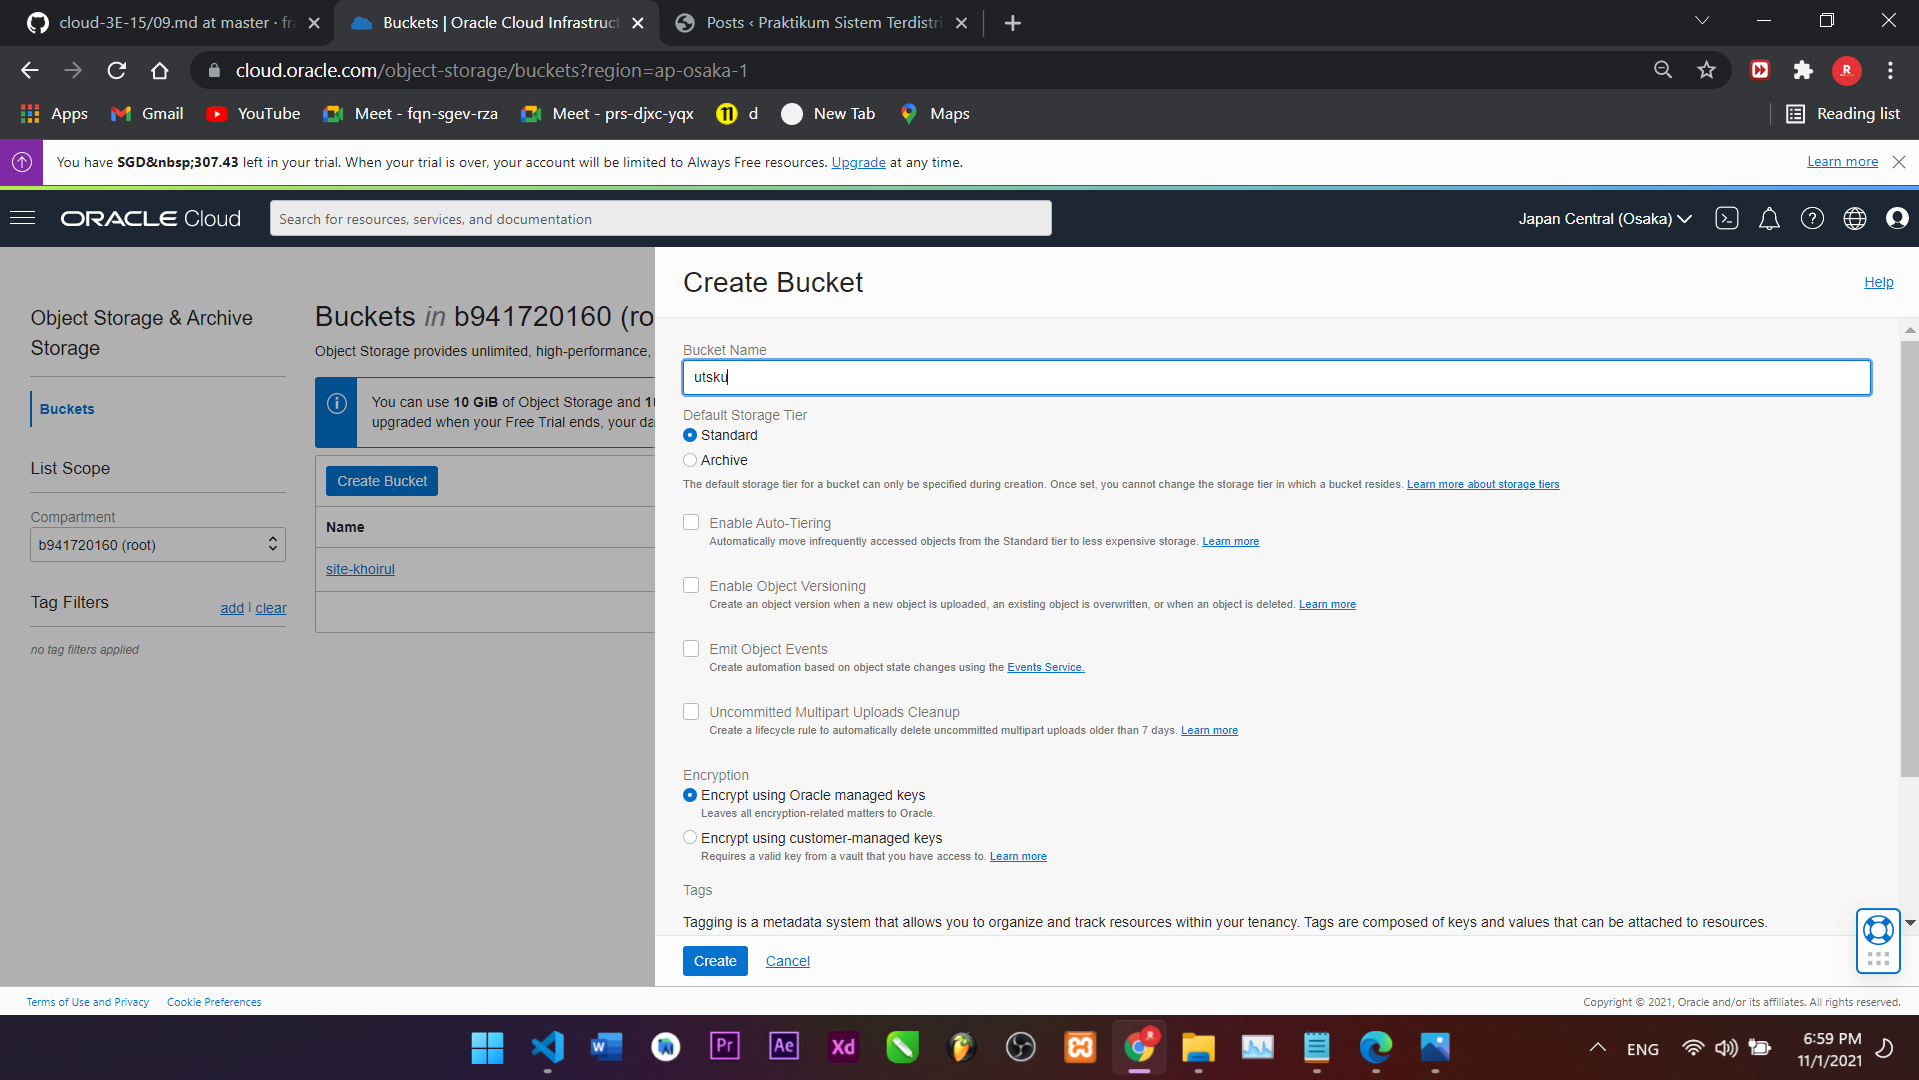 cloud-3E-15/09.md at master · fr
Buckets | Oracle Cloud Infrastruct
Posts ‹ Praktikum Sistem Terdistri
cloud.oracle.com/object-storage/buckets?region=ap-osaka-1
R
Apps
Gmail
YouTube
Meet - fqn-sgev-rza
Meet - prs-djxc-yqx
d
New Tab
Maps
Reading list
You have SGD&nbsp;307.43 left in your trial. When your trial is over, your account will be limited to Always Free resources. Upgrade at any time.
Learn more
ORACLE Cloud
Search for resources, services, and documentation
Japan Central (Osaka)
Object Storage & Archive
Storage
Buckets
List Scope
Compartment
b941720160 (root)
Tag Filters
add | clear
no tag filters applied
Buckets in b941720160 (ro
Object Storage provides unlimited, high-performance,
You can use 10 GiB of Object Storage and 1
upgraded when your Free Trial ends, your da
Create Bucket
Name
site-khoirul
Create Bucket
Help
Bucket Name
utsku
Default Storage Tier
Standard
Archive
The default storage tier for a bucket can only be specified during creation. Once set, you cannot change the storage tier in which a bucket resides. Learn more about storage tiers
Enable Auto-Tiering
Automatically move infrequently accessed objects from the Standard tier to less expensive storage. Learn more
Enable Object Versioning
Create an object version when a new object is uploaded, an existing object is overwritten, or when an object is deleted. Learn more
Emit Object Events
Create automation based on object state changes using the Events Service.
Uncommitted Multipart Uploads Cleanup
Create a lifecycle rule to automatically delete uncommitted multipart uploads older than 7 days. Learn more
Encryption
Encrypt using Oracle managed keys
Leaves all encryption-related matters to Oracle.
Encrypt using customer-managed keys
Requires a valid key from a vault that you have access to. Learn more
Tags
Tagging is a metadata system that allows you to organize and track resources within your tenancy. Tags are composed of keys and values that can be attached to resources.
Create
Cancel
Terms of Use and Privacy
Cookie Preferences
Copyright © 2021, Oracle and/or its affiliates. All rights reserved.
Pr
Ae
Xd
ENG
6:59 PM
11/1/2021